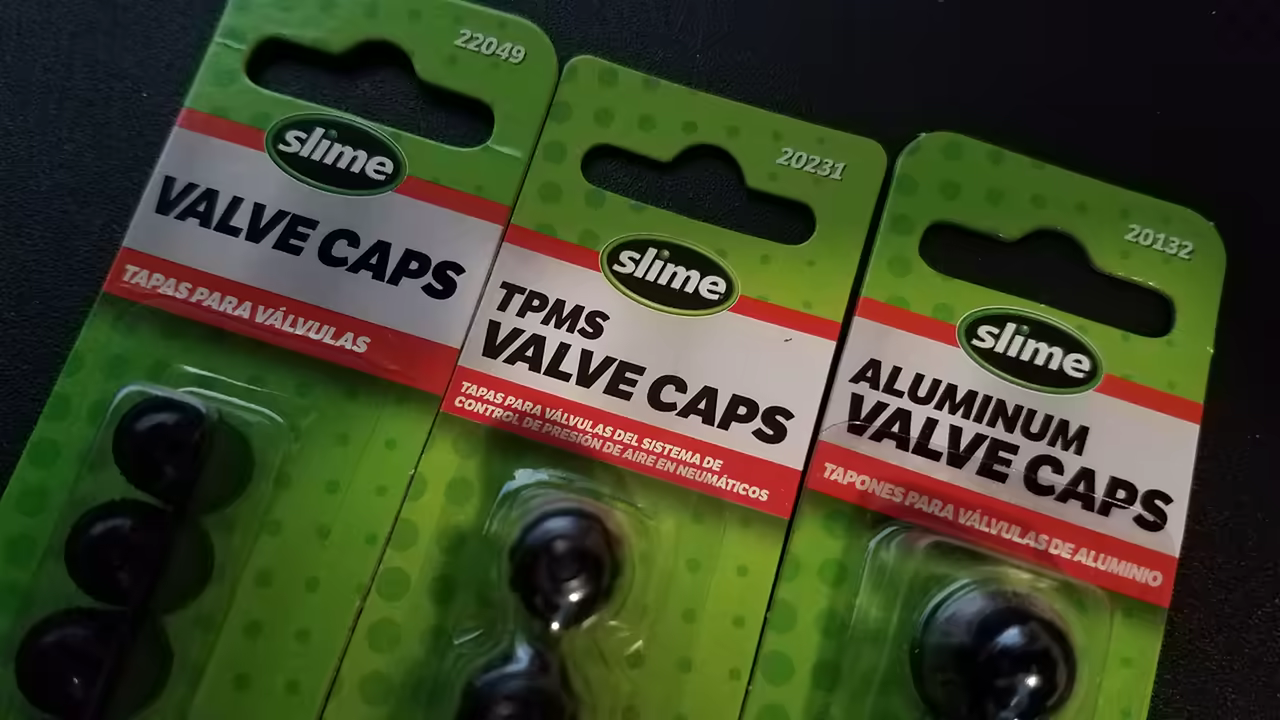 22049
slime
VALVE CAPS
TAPAS PARA VÁLVULAS
20231
slime
TPMS
VALVE CAPS
TAPAS PARA VÁLVULAS DEL SISTEMA DE
CONTROL DE PRESIÓN DE AIRE EN NEUMÁTICOS
20132
slime
ALUMINUM
VALVE CAPS
TAPONES PARA VÁLVULAS DE ALUMINIO